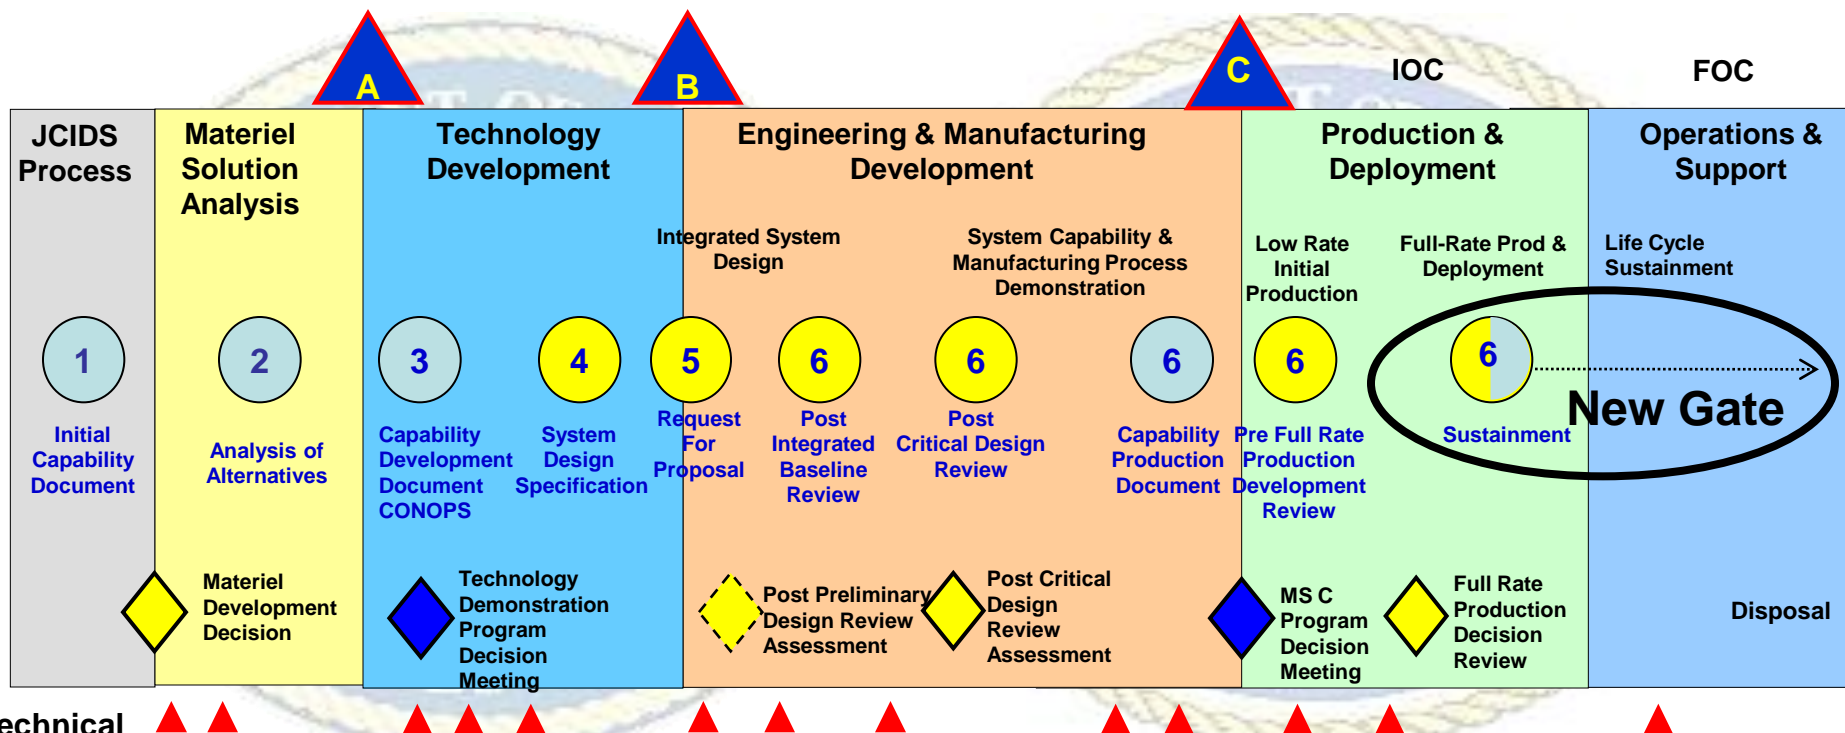 A
B
C
IOC
FOC
JCIDS
Process
Materiel
Solution
Analysis
Technology
Development
Engineering & Manufacturing
Development
Production &
Deployment
Operations &
Support
Integrated System
Design
System Capability &
Manufacturing Process
Demonstration
Low Rate
Initial
Production
Full-Rate Prod &
Deployment
Life Cycle
Sustainment
1
2
3
4
5
6
6
6
6
6
New Gate
Initial
Capability
Document
Analysis of
Alternatives
Capability
Development
Document
CONOPS
System
Design
Specification
Request
For
Proposal
Post
Integrated
Baseline
Review
Post
Critical Design
Review
Capability
Production
Document
Pre Full Rate
Production
Development
Review
Sustainment
Materiel
Development
Decision
Technology
Demonstration
Program
Decision
Meeting
Post Preliminary
Design Review
Assessment
Post Critical
Design
Review
Assessment
MS C
Program
Decision
Meeting
Full Rate
Production
Decision
Review
Disposal
echnical